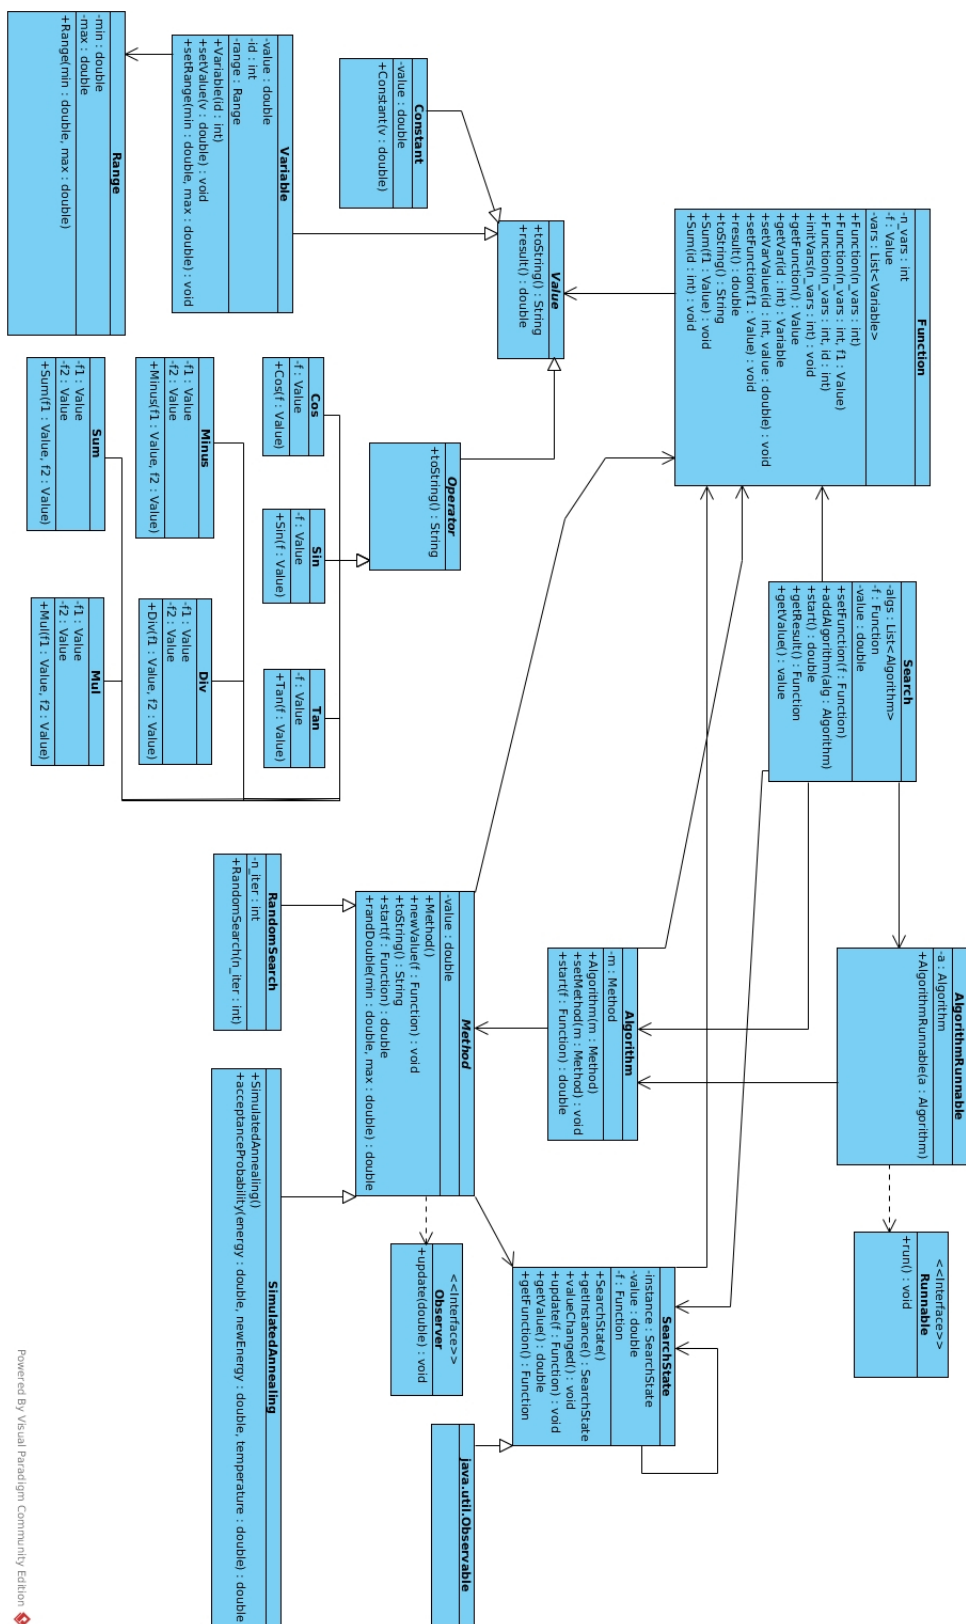 Function
-n_vars : int
-f : Value
-vars : List<Variable>
+Function(n_vars : int)
+Function(n_vars : int, f1 : Value)
+Function(n_vars : int, id : int)
+initVars(n_vars : int) : void
+getFunction() : Value
+getVar(id : int) : Variable
+setVarValue(id : int, value : double) : void
+setFunction(f1 : Value) : void
+result() : double
+toString() : String
+Sum(f1 : Value) : void
+Sum(id : int) : void
Search
-algs : List<Algorithm>
-f : Function
-value : double
+setFunction(f : Function)
+addAlgorithm(alg : Algorithm)
+start() : double
+getResult() : Function
+getValue() : value
AlgorithmRunnable
-a : Algorithm
+AlgorithmRunnable(a : Algorithm)
<<Interface>>
Runnable
+run() : void
Constant
-value : double
+Constant(v : double)
Value
+toString() : String
+result() : double
Algorithm
-m : Method
+Algorithm(m : Method)
+setMethod(m : Method) : void
+start(f : Function) : double
SearchState
-instance : SearchState
-value : double
-f : Function
+SearchState()
+getInstance() : SearchState
+valueChanged() : void
+update(f : Function) : void
+getValue() : double
+getFunction() : Function
Variable
-value : double
-id : int
-range : Range
+Variable(id : int)
+setValue(v : double) : void
+setRange(min : double, max : double) : void
Operator
+toString() : String
Method
-value : double
+Method()
+newValue(f : Function) : void
+toString() : String
+start(f : Function) : double
+randDouble(min : double, max : double) : double
<<Interface>>
Observer
+update(double) : void
java.util.Observable
Cos
-f : Value
+Cos(f : Value)
Sin
-f : Value
+Sin(f : Value)
Tan
-f : Value
+Tan(f : Value)
RandomSearch
-n_iter : int
+RandomSearch(n_iter : int)
SimulatedAnnealing
+SimulatedAnnealing()
+acceptanceProbability(energy : double, newEnergy : double, temperature : double) : double
Range
-min : double
-max : double
+Range(min : double, max : double)
Minus
-f1 : Value
-f2 : Value
+Minus(f1 : Value, f2 : Value)
Div
-f1 : Value
-f2 : Value
+Div(f1 : Value, f2 : Value)
Sum
-f1 : Value
-f2 : Value
+Sum(f1 : Value, f2 : Value)
Mul
-f1 : Value
-f2 : Value
+Mul(f1 : Value, f2 : Value)
Powered By Visual Paradigm Community Edition